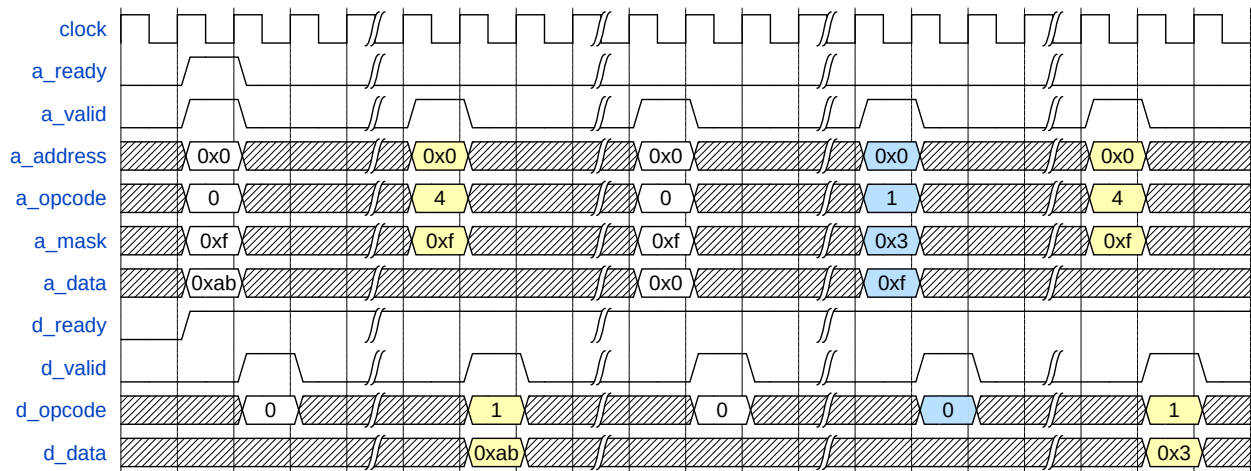 clock
a_ready
a_valid
a_address 0x0 0x0 0x0 0x0 0x0
a_opcode 0 4 0 1 4
a_mask 0xf 0xf 0xf 0x3 0xf
a_data 0xab 0x0 0xf
d_ready
d_valid
d_opcode 0 1 0 0 1
d_data 0xab 0x3